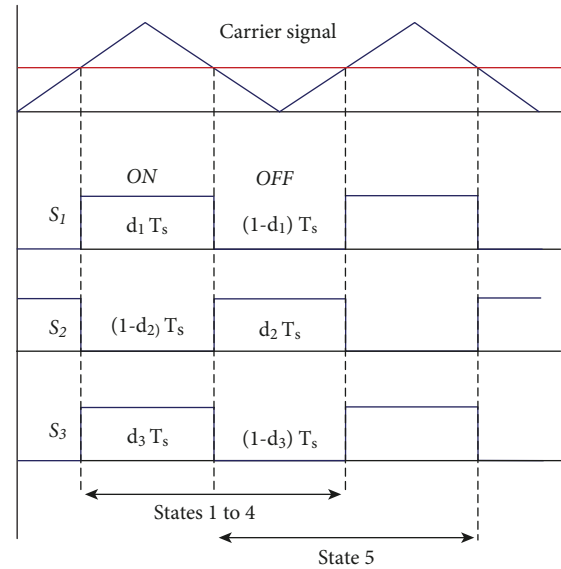 Carrier signal
ON OFF
S1 d1 Ts (1-d1) Ts
S2 (1-d2) Ts d2 Ts
S3 d3 Ts (1-d3) Ts
States 1 to 4
State 5